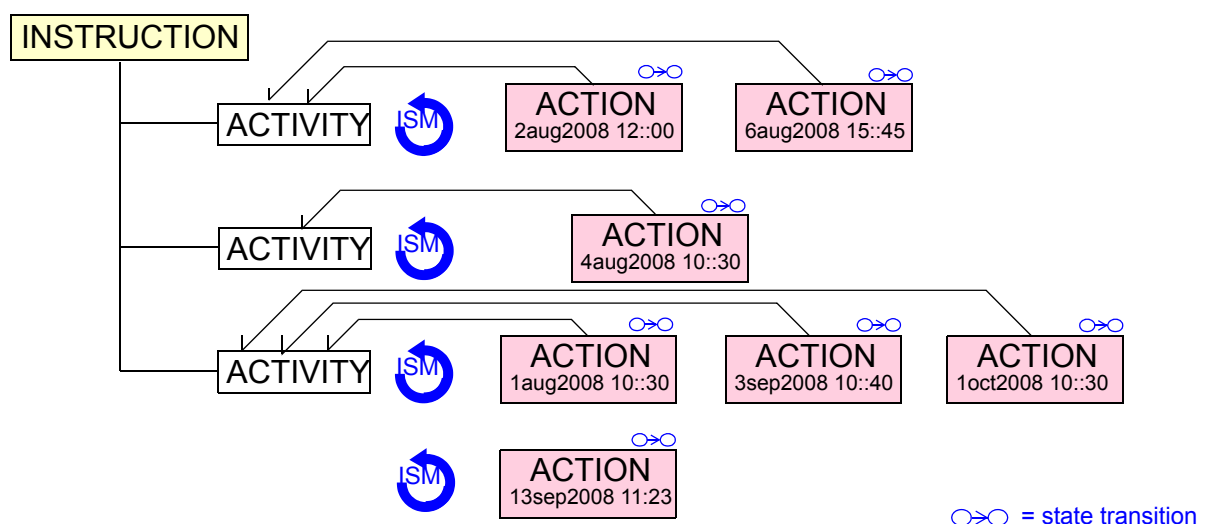 INSTRUCTION
ACTIVITY
ISM
ACTION
2aug2008 12::00
ACTION
6aug2008 15::45
ACTIVITY
ISM
ACTION
4aug2008 10::30
ACTIVITY
ISM
ACTION
1aug2008 10::30
ACTION
3sep2008 10::40
ACTION
1oct2008 10::30
ISM
ACTION
13sep2008 11:23
= state transition